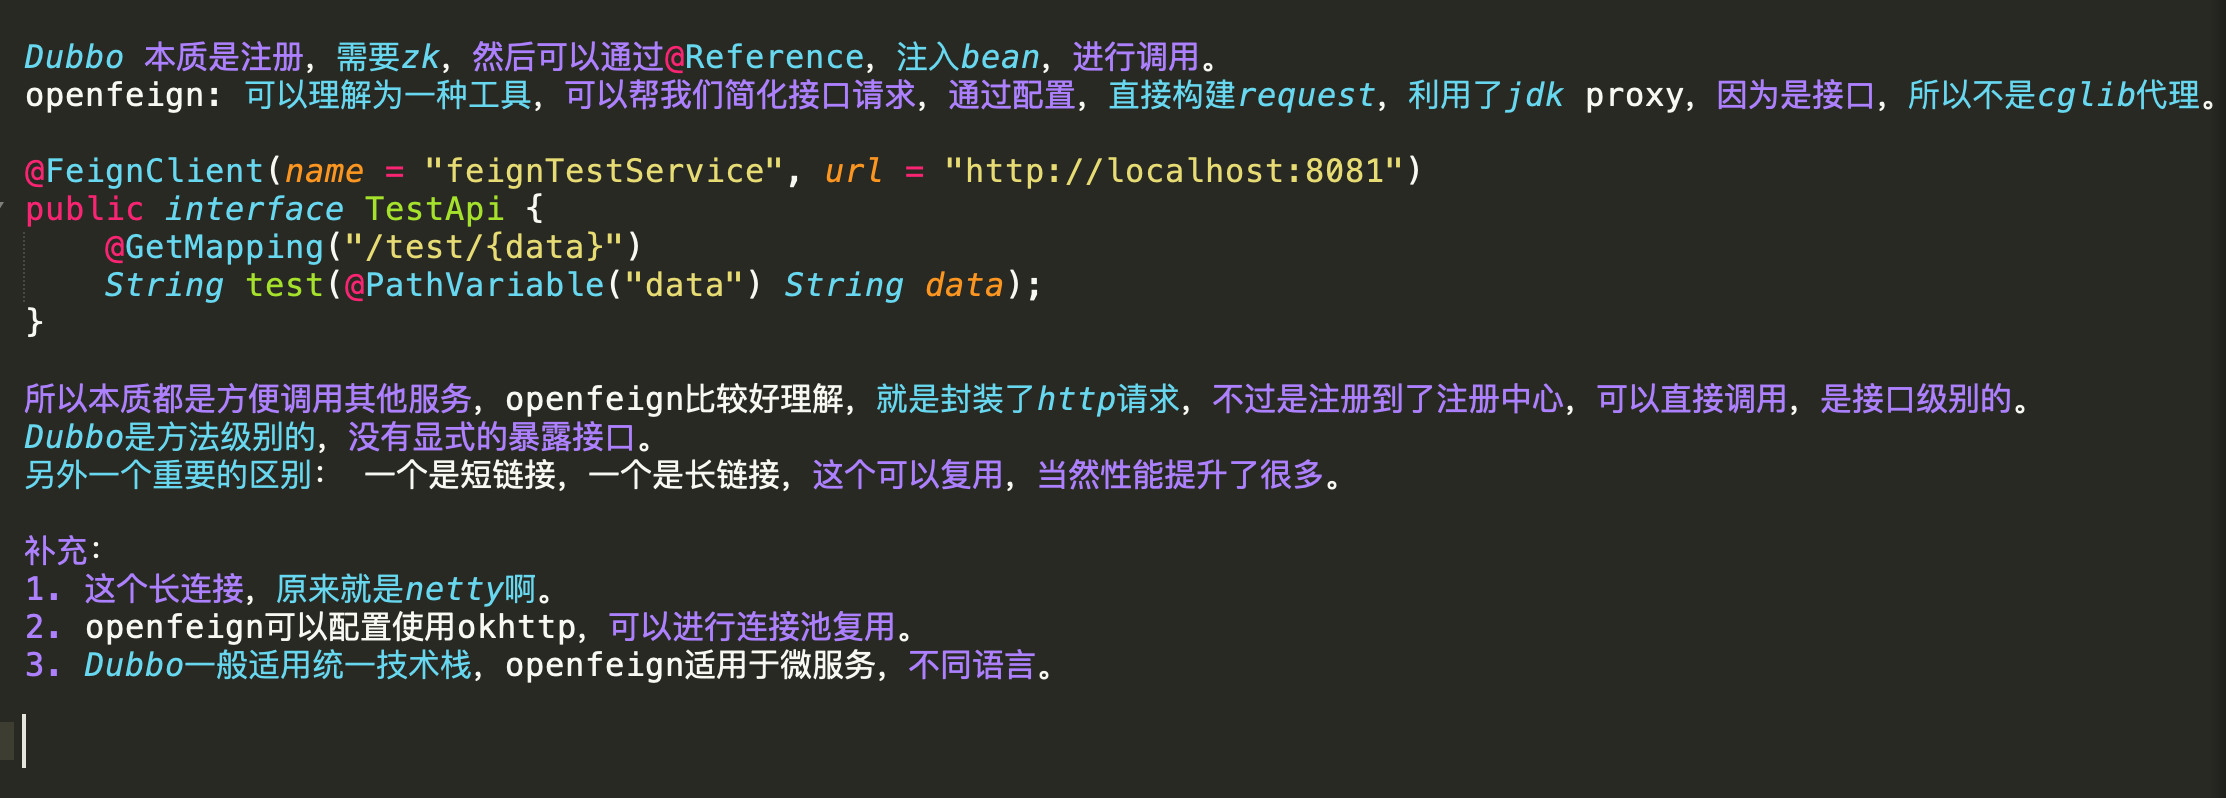 Dubbo 本质是注册，需要zk，然后可以通过@Reference，注入bean，进行调用。
openfeign: 可以理解为一种工具，可以帮我们简化接口请求，通过配置，直接构建request，利用了jdk proxy，因为是接口，所以不是cglib代理。
@FeignClient(name = "feignTestService", url = "http://localhost:8081")
public interface TestApi {
@GetMapping("/test/{data}")
String test(@PathVariable("data") String data);
}
所以本质都是方便调用其他服务，openfeign比较好理解，就是封装了http请求，不过是注册到了注册中心，可以直接调用，是接口级别的。
Dubbo是方法级别的，没有显式的暴露接口。
另外一个重要的区别： 一个是短链接，一个是长链接，这个可以复用，当然性能提升了很多。
补充：
1. 这个长连接，原来就是netty啊。
2. openfeign可以配置使用okhttp，可以进行连接池复用。
3. Dubbo一般适用统一技术栈，openfeign适用于微服务，不同语言。